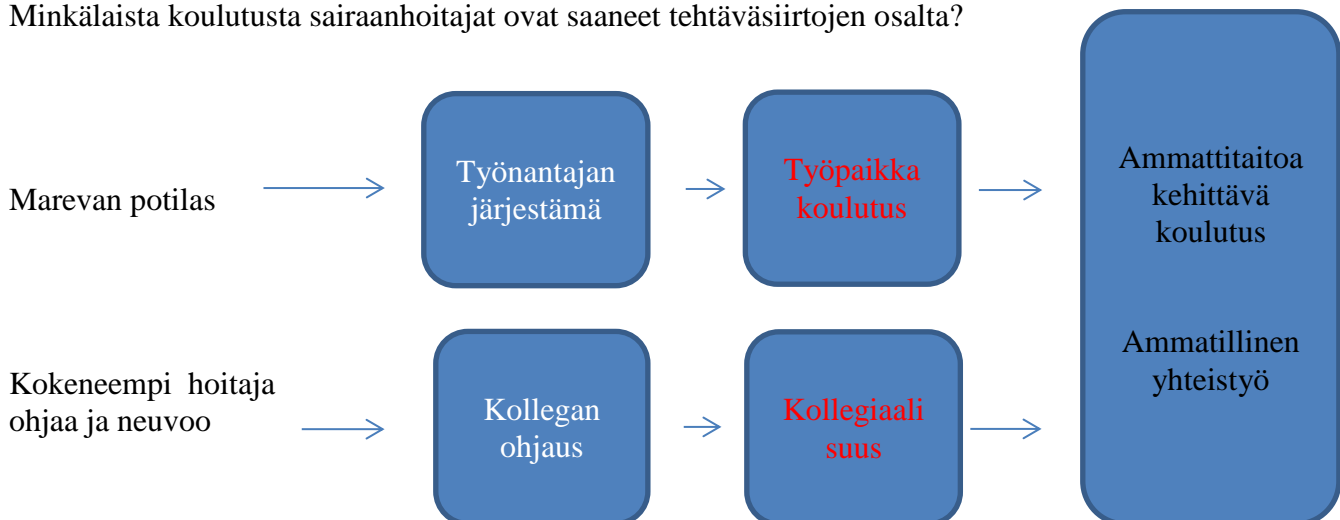 Minkälaista koulutusta sairaanhoitajat ovat saaneet tehtäväsiirtojen osalta?
Marevan potilas
Työnantajan
järjestämä
Työpaikka
koulutus
Ammattitaitoa
kehittävä
koulutus
Kokeneempi hoitaja
ohjaa ja neuvoo
Kollegan
ohjaus
Kollegiaali
suus
Ammatillinen
yhteistyö